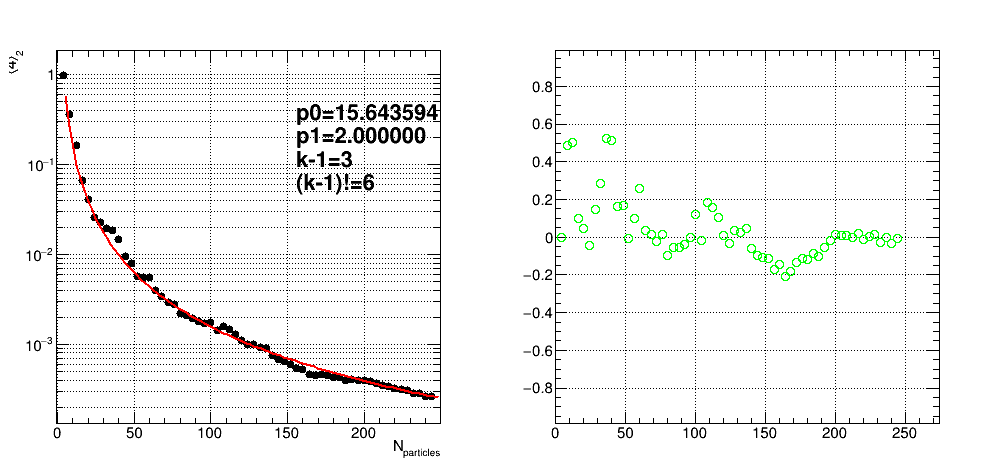 ⟨4⟩₂
1
10⁻¹
10⁻²
10⁻³
0 50 100 150 200
N particles
p0=15.643594
p1=2.000000
k-1=3
(k-1)!=6
0.8
0.6
0.4
0.2
0
−0.2
−0.4
−0.6
−0.8
0 50 100 150 200 250